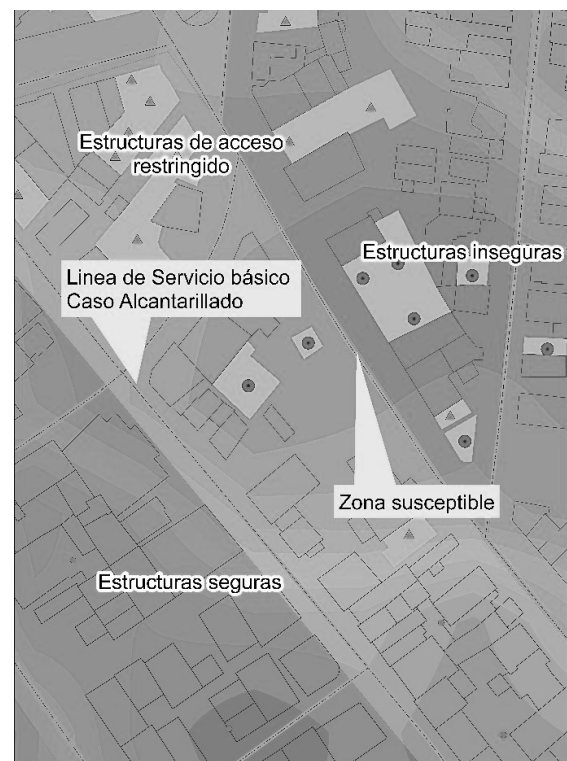 Estructuras de acceso
restringido
Estructuras inseguras
Linea de Servicio básico
Caso Alcantarillado
Zona susceptible
Estructuras seguras